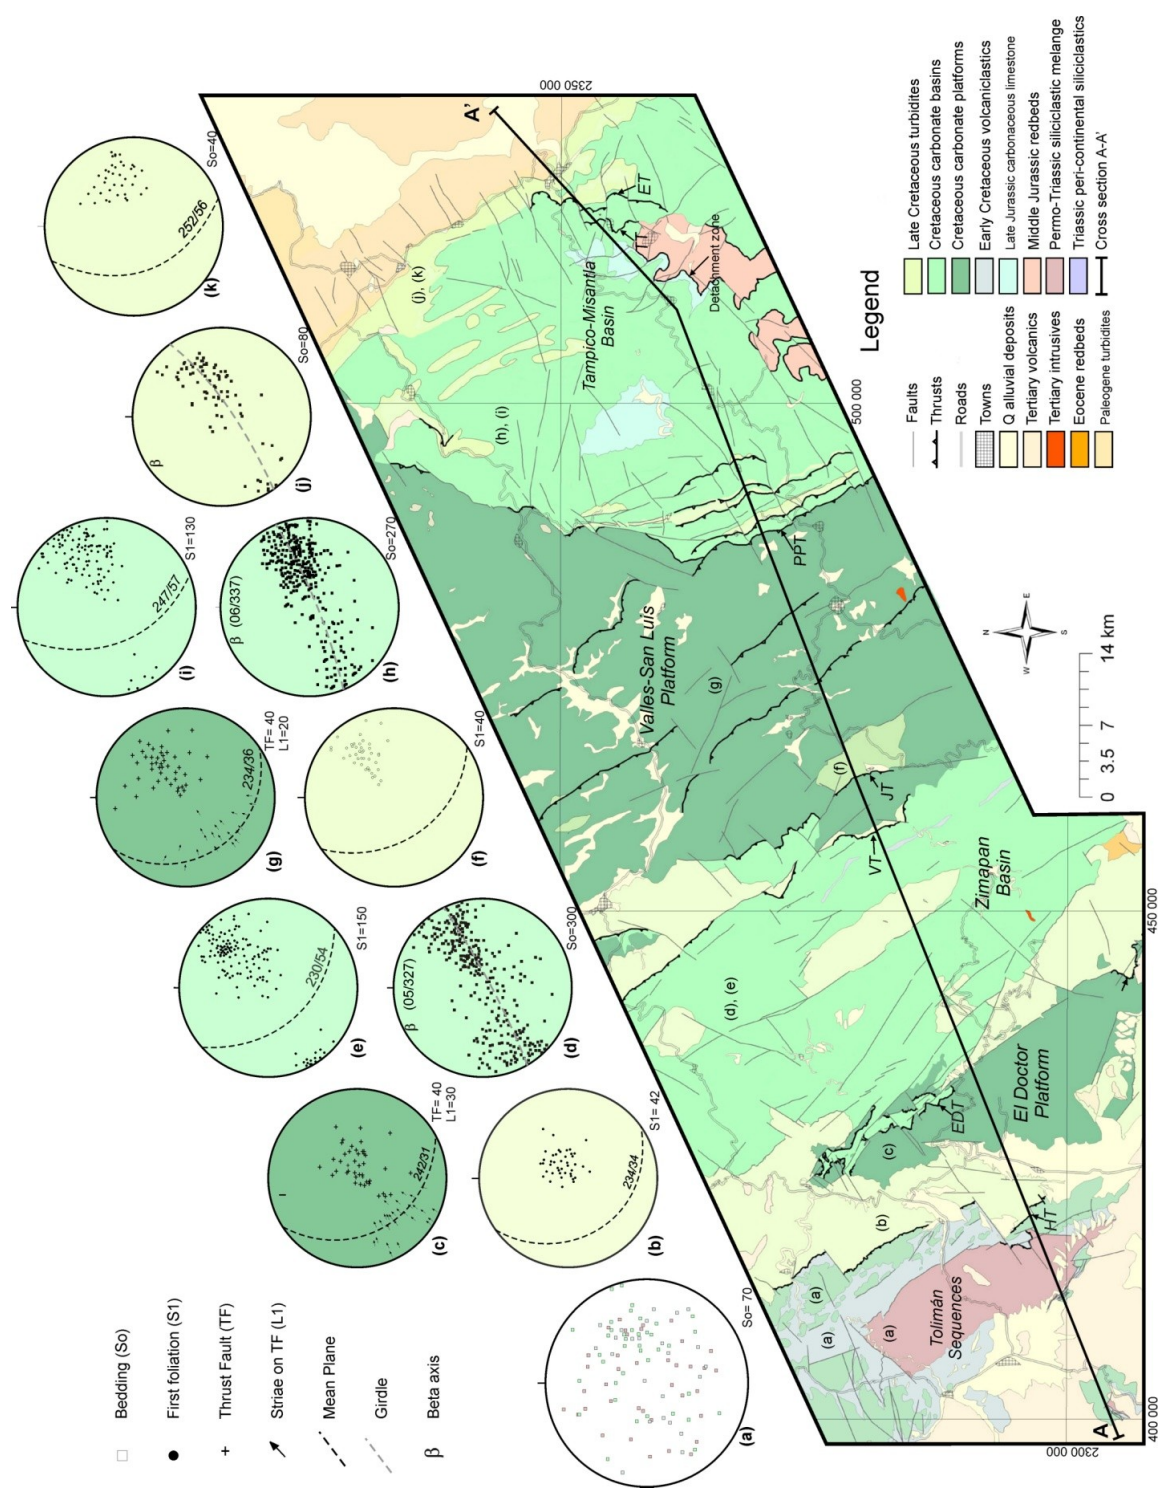 Bedding (So)
First foliation (S1)
Thrust Fault (TF)
Striae on TF (L1)
Mean Plane
Girdle
β Beta axis
(a)
So= 70
(b)
234/34
S1= 42
(c)
242/31
TF= 40
L1=30
(d)
β (05/327)
So=300
(e)
230/54
S1=150
(f)
S1=40
(g)
234/36
TF= 40
L1=20
(h)
β (06/337)
So=270
(i)
247/57
S1=130
(j)
β
So=80
(k)
252/56
So=40
A
A'
2350 000
2300 000
400 000
450 000
500 000
Tolimán
Sequences
(a)
(a)
(a)
(b)
HT
(c)
EDT
El Doctor
Platform
(d), (e)
Zimapan
Basin
VT
JT
(f)
(g)
Valles-San Luis
Platform
PPT
(h), (i)
(j), (k)
Tampico-Misantla
Basin
TT
ET
Detachment zone
N
E
S
W
0 3.5 7 14 km
Legend
Faults
Thrusts
Roads
Towns
Q alluvial deposits
Tertiary volcanics
Tertiary intrusives
Eocene redbeds
Paleogene turbidites
Late Cretaceous turbidites
Cretaceous carbonate basins
Cretaceous carbonate platforms
Early Cretaceous volcaniclastics
Late Jurassic carbonaceous limestone
Middle Jurassic redbeds
Permo-Triassic siliciclastic melange
Triassic peri-continental siliciclastics
Cross section A-A'